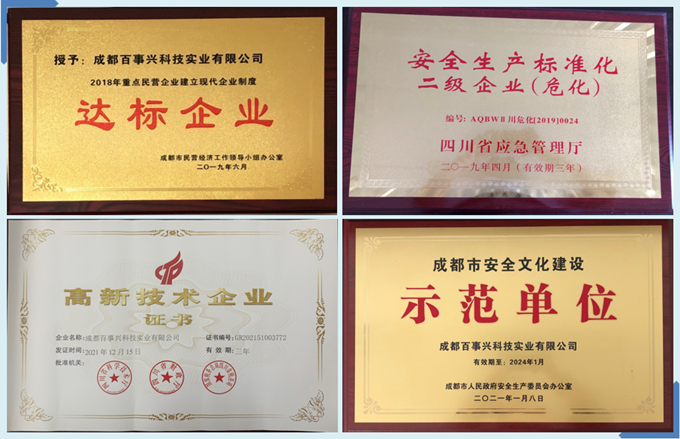 授予：成都百事兴科技实业有限公司
2018年重点民营企业建立现代企业制度
达标企业
成都市民营经济工作领导小组办公室
二〇一九年六月
安全生产标准化
二级企业(危化)
编号：AQBWⅡ川危化[2019]0024
四川省应急管理厅
二〇一九年四月(有效期三年)
高新技术企业
证书
企业名称：成都百事兴科技实业有限公司
证书编号：GR202151003772
发证时间：2021年12月15日
有效期：三年
批准机关：
成都市安全文化建设
示范单位
成都百事兴科技实业有限公司
有效期至：2024年1月
成都市人民政府安全生产委员会办公室
二〇二一年一月八日